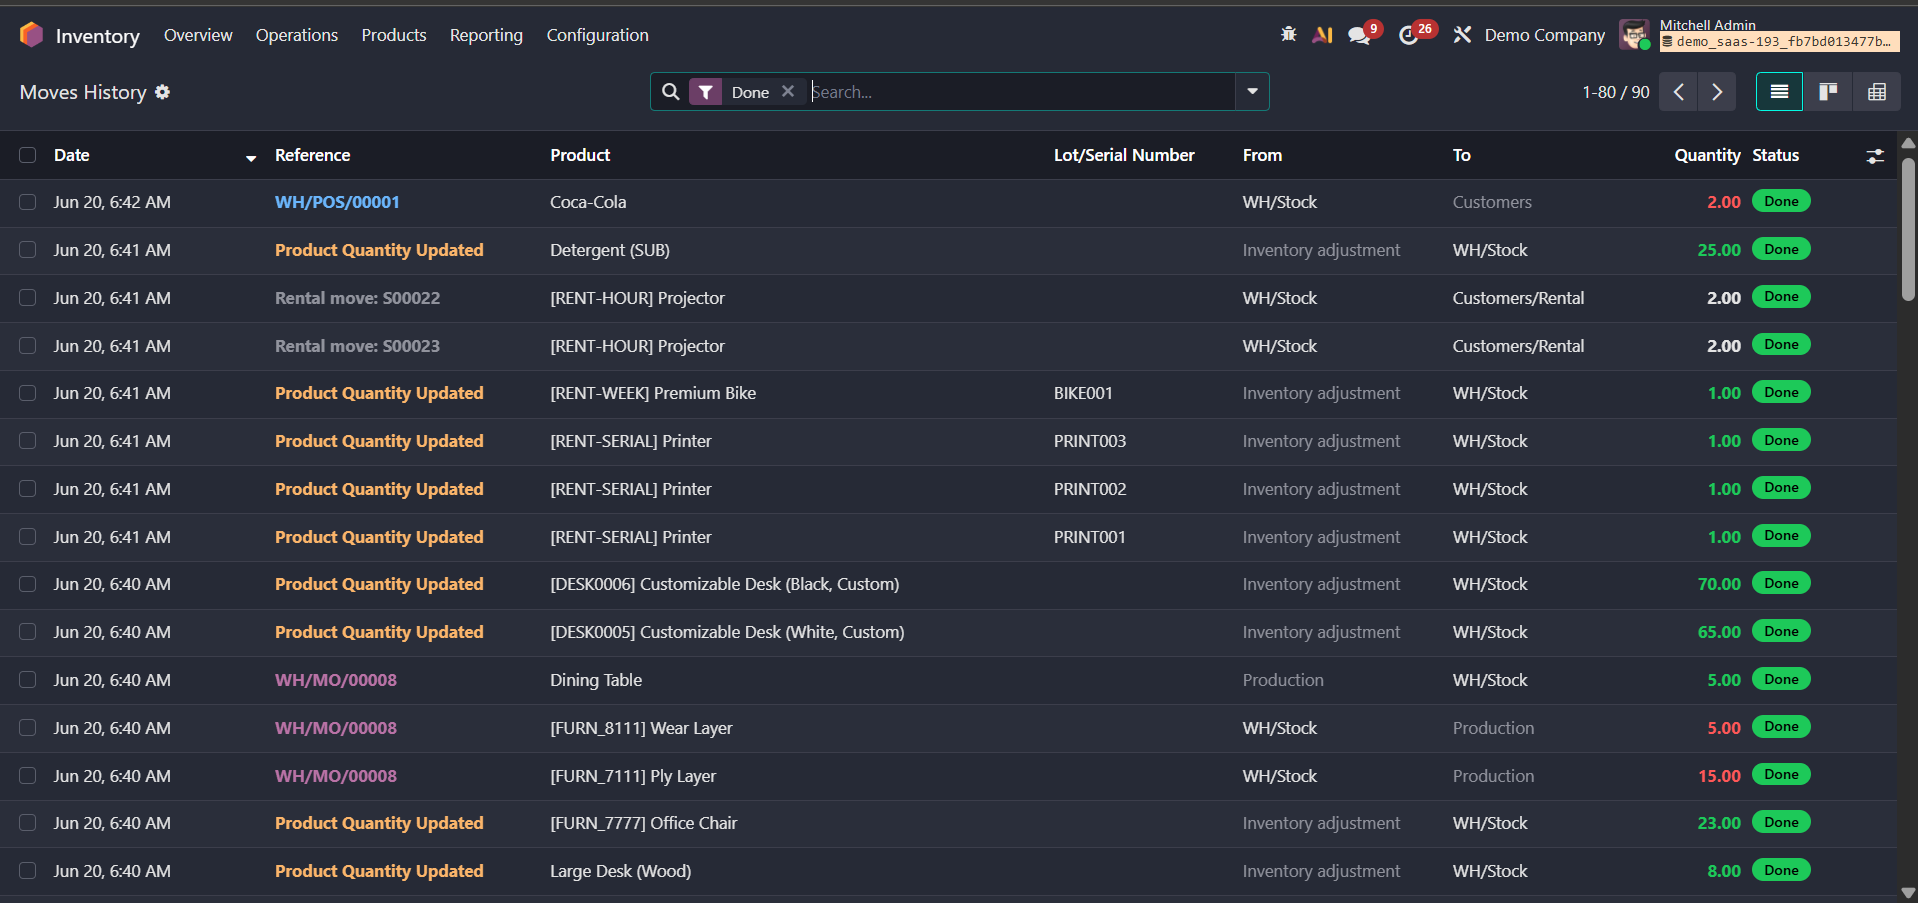 Inventory Overview Operations Products Reporting Configuration AI 9 26 Demo Company Mitchell Admin
demo_saas-193_fb7bd013477b...
Moves History Done Search... 1-80 / 90
Date Reference Product Lot/Serial Number From To Quantity Status
Jun 20, 6:42 AM WH/POS/00001 Coca-Cola WH/Stock Customers 2.00 Done
Jun 20, 6:41 AM Product Quantity Updated Detergent (SUB) Inventory adjustment WH/Stock 25.00 Done
Jun 20, 6:41 AM Rental move: S00022 [RENT-HOUR] Projector WH/Stock Customers/Rental 2.00 Done
Jun 20, 6:41 AM Rental move: S00023 [RENT-HOUR] Projector WH/Stock Customers/Rental 2.00 Done
Jun 20, 6:41 AM Product Quantity Updated [RENT-WEEK] Premium Bike BIKE001 Inventory adjustment WH/Stock 1.00 Done
Jun 20, 6:41 AM Product Quantity Updated [RENT-SERIAL] Printer PRINT003 Inventory adjustment WH/Stock 1.00 Done
Jun 20, 6:41 AM Product Quantity Updated [RENT-SERIAL] Printer PRINT002 Inventory adjustment WH/Stock 1.00 Done
Jun 20, 6:41 AM Product Quantity Updated [RENT-SERIAL] Printer PRINT001 Inventory adjustment WH/Stock 1.00 Done
Jun 20, 6:40 AM Product Quantity Updated [DESK0006] Customizable Desk (Black, Custom) Inventory adjustment WH/Stock 70.00 Done
Jun 20, 6:40 AM Product Quantity Updated [DESK0005] Customizable Desk (White, Custom) Inventory adjustment WH/Stock 65.00 Done
Jun 20, 6:40 AM WH/MO/00008 Dining Table Production WH/Stock 5.00 Done
Jun 20, 6:40 AM WH/MO/00008 [FURN_8111] Wear Layer WH/Stock Production 5.00 Done
Jun 20, 6:40 AM WH/MO/00008 [FURN_7111] Ply Layer WH/Stock Production 15.00 Done
Jun 20, 6:40 AM Product Quantity Updated [FURN_7777] Office Chair Inventory adjustment WH/Stock 23.00 Done
Jun 20, 6:40 AM Product Quantity Updated Large Desk (Wood) Inventory adjustment WH/Stock 8.00 Done